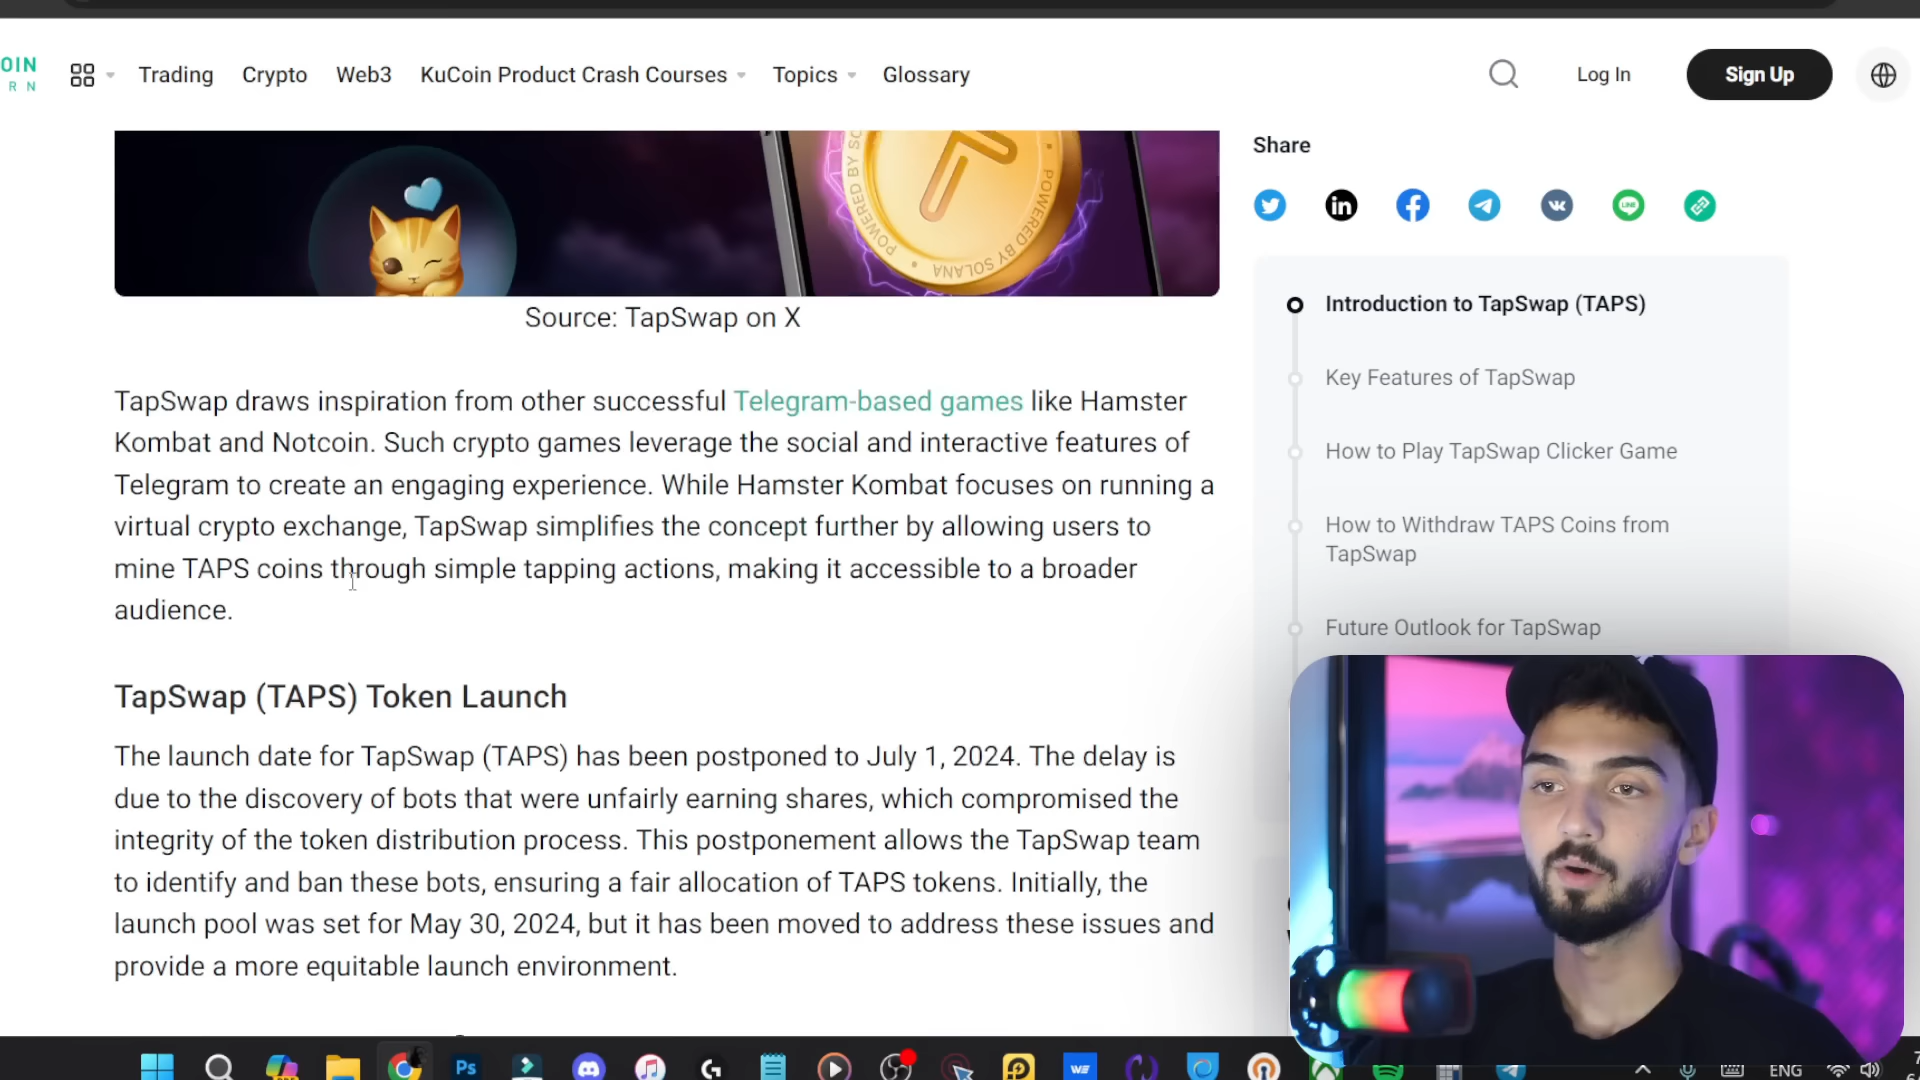 OIN
RN
Trading
Crypto
Web3
KuCoin Product Crash Courses
Topics
Glossary
Log In
Sign Up
POWERED BY SOLANA
POWERED BY SO
Source: TapSwap on X
TapSwap draws inspiration from other successful Telegram-based games like Hamster
Kombat and Notcoin. Such crypto games leverage the social and interactive features of
Telegram to create an engaging experience. While Hamster Kombat focuses on running a
virtual crypto exchange, TapSwap simplifies the concept further by allowing users to
mine TAPS coins through simple tapping actions, making it accessible to a broader
audience.
TapSwap (TAPS) Token Launch
The launch date for TapSwap (TAPS) has been postponed to July 1, 2024. The delay is
due to the discovery of bots that were unfairly earning shares, which compromised the
integrity of the token distribution process. This postponement allows the TapSwap team
to identify and ban these bots, ensuring a fair allocation of TAPS tokens. Initially, the
launch pool was set for May 30, 2024, but it has been moved to address these issues and
provide a more equitable launch environment.
Share
in
LINE
Introduction to TapSwap (TAPS)
Key Features of TapSwap
How to Play TapSwap Clicker Game
How to Withdraw TAPS Coins from
TapSwap
Future Outlook for TapSwap
Ps
WE
ENG